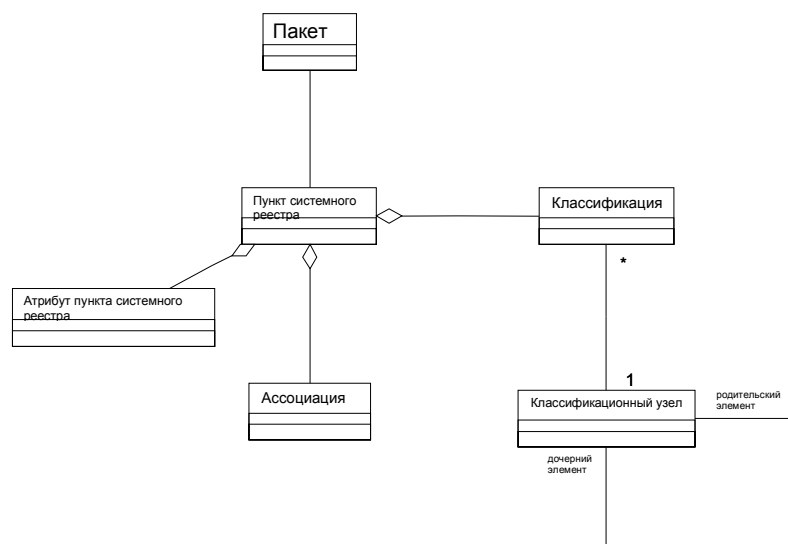 Пакет
Пункт системного
реестра
Классификация
*
Атрибут пункта системного
реестра
Ассоциация
1
Классификационный узел
родительский
элемент
дочерний
элемент